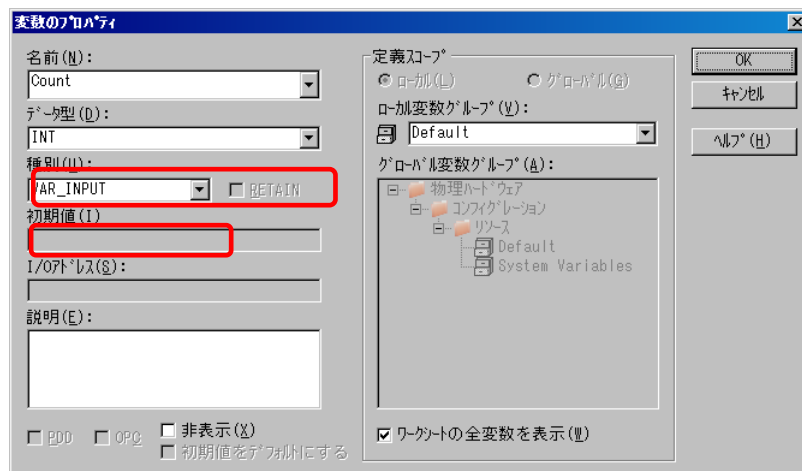 変数のﾌﾟﾛﾊﾟﾃｨ
名前(N):
Count
ﾃﾞｰﾀ型(D):
INT
種別(U):
VAR_INPUT
RETAIN
初期値(I)
I/Oｱﾄﾞﾚｽ(S):
説明(E):
PDD
OPC
非表示(X)
初期値をﾃﾞﾌｫﾙﾄにする
定義ｽｺｰﾌﾟ
ﾛｰｶﾙ(L)
ｸﾞﾛｰﾊﾞﾙ(G)
ﾛｰｶﾙ変数ｸﾞﾙｰﾌﾟ(V):
Default
ｸﾞﾛｰﾊﾞﾙ変数ｸﾞﾙｰﾌﾟ(A):
物理ﾊｰﾄﾞｳｪｱ
ｺﾝﾌｨｸﾞﾚｰｼｮﾝ
ﾘｿｰｽ
Default
System Variables
ﾜｰｸｼｰﾄの全変数を表示(W)
OK
ｷｬﾝｾﾙ
ﾍﾙﾌﾟ(H)